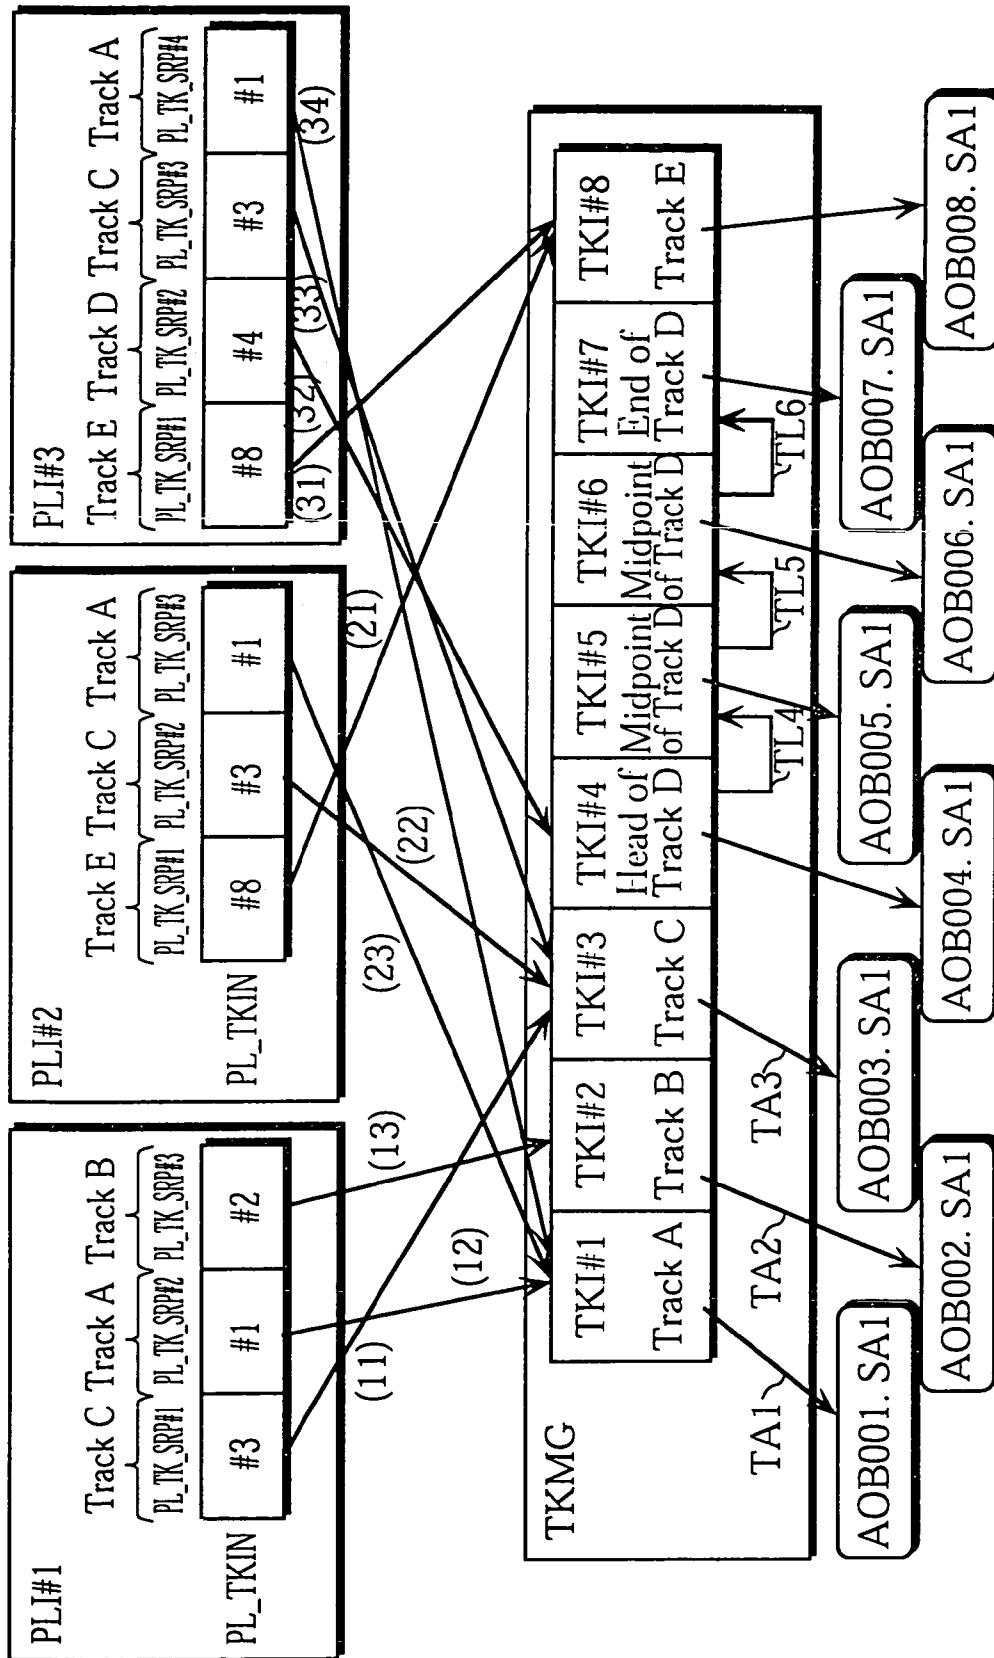 PLI#1
Track C Track A Track B
PL_TK_SRP#1 PL_TK_SRP#2 PL_TK_SRP#3
PL_TKIN
#3 #1 #2
PLI#2
Track E Track C Track A
PL_TK_SRP#1 PL_TK_SRP#2 PL_TK_SRP#3
PL_TKIN
#8 #3 #1
PLI#3
Track E Track D Track C Track A
PL_TK_SRP#1 PL_TK_SRP#2 PL_TK_SRP#3 PL_TK_SRP#4
#8 #4 #3 #1
(31) (32) (33) (34)
(11) (12) (13)
(23) (22) (21)
TKMG
TKI#1
Track A
TKI#2
Track B
TKI#3
Track C
TKI#4
Head of
Track D
TKI#5
Midpoint
of Track D
TKI#6
Midpoint
of Track D
TKI#7
End of
Track D
TKI#8
Track E
TA1 TA2 TA3 TL4 TL5 TL6
AOB001. SA1
AOB003. SA1
AOB005. SA1
AOB007. SA1
AOB002. SA1
AOB004. SA1
AOB006. SA1
AOB008. SA1